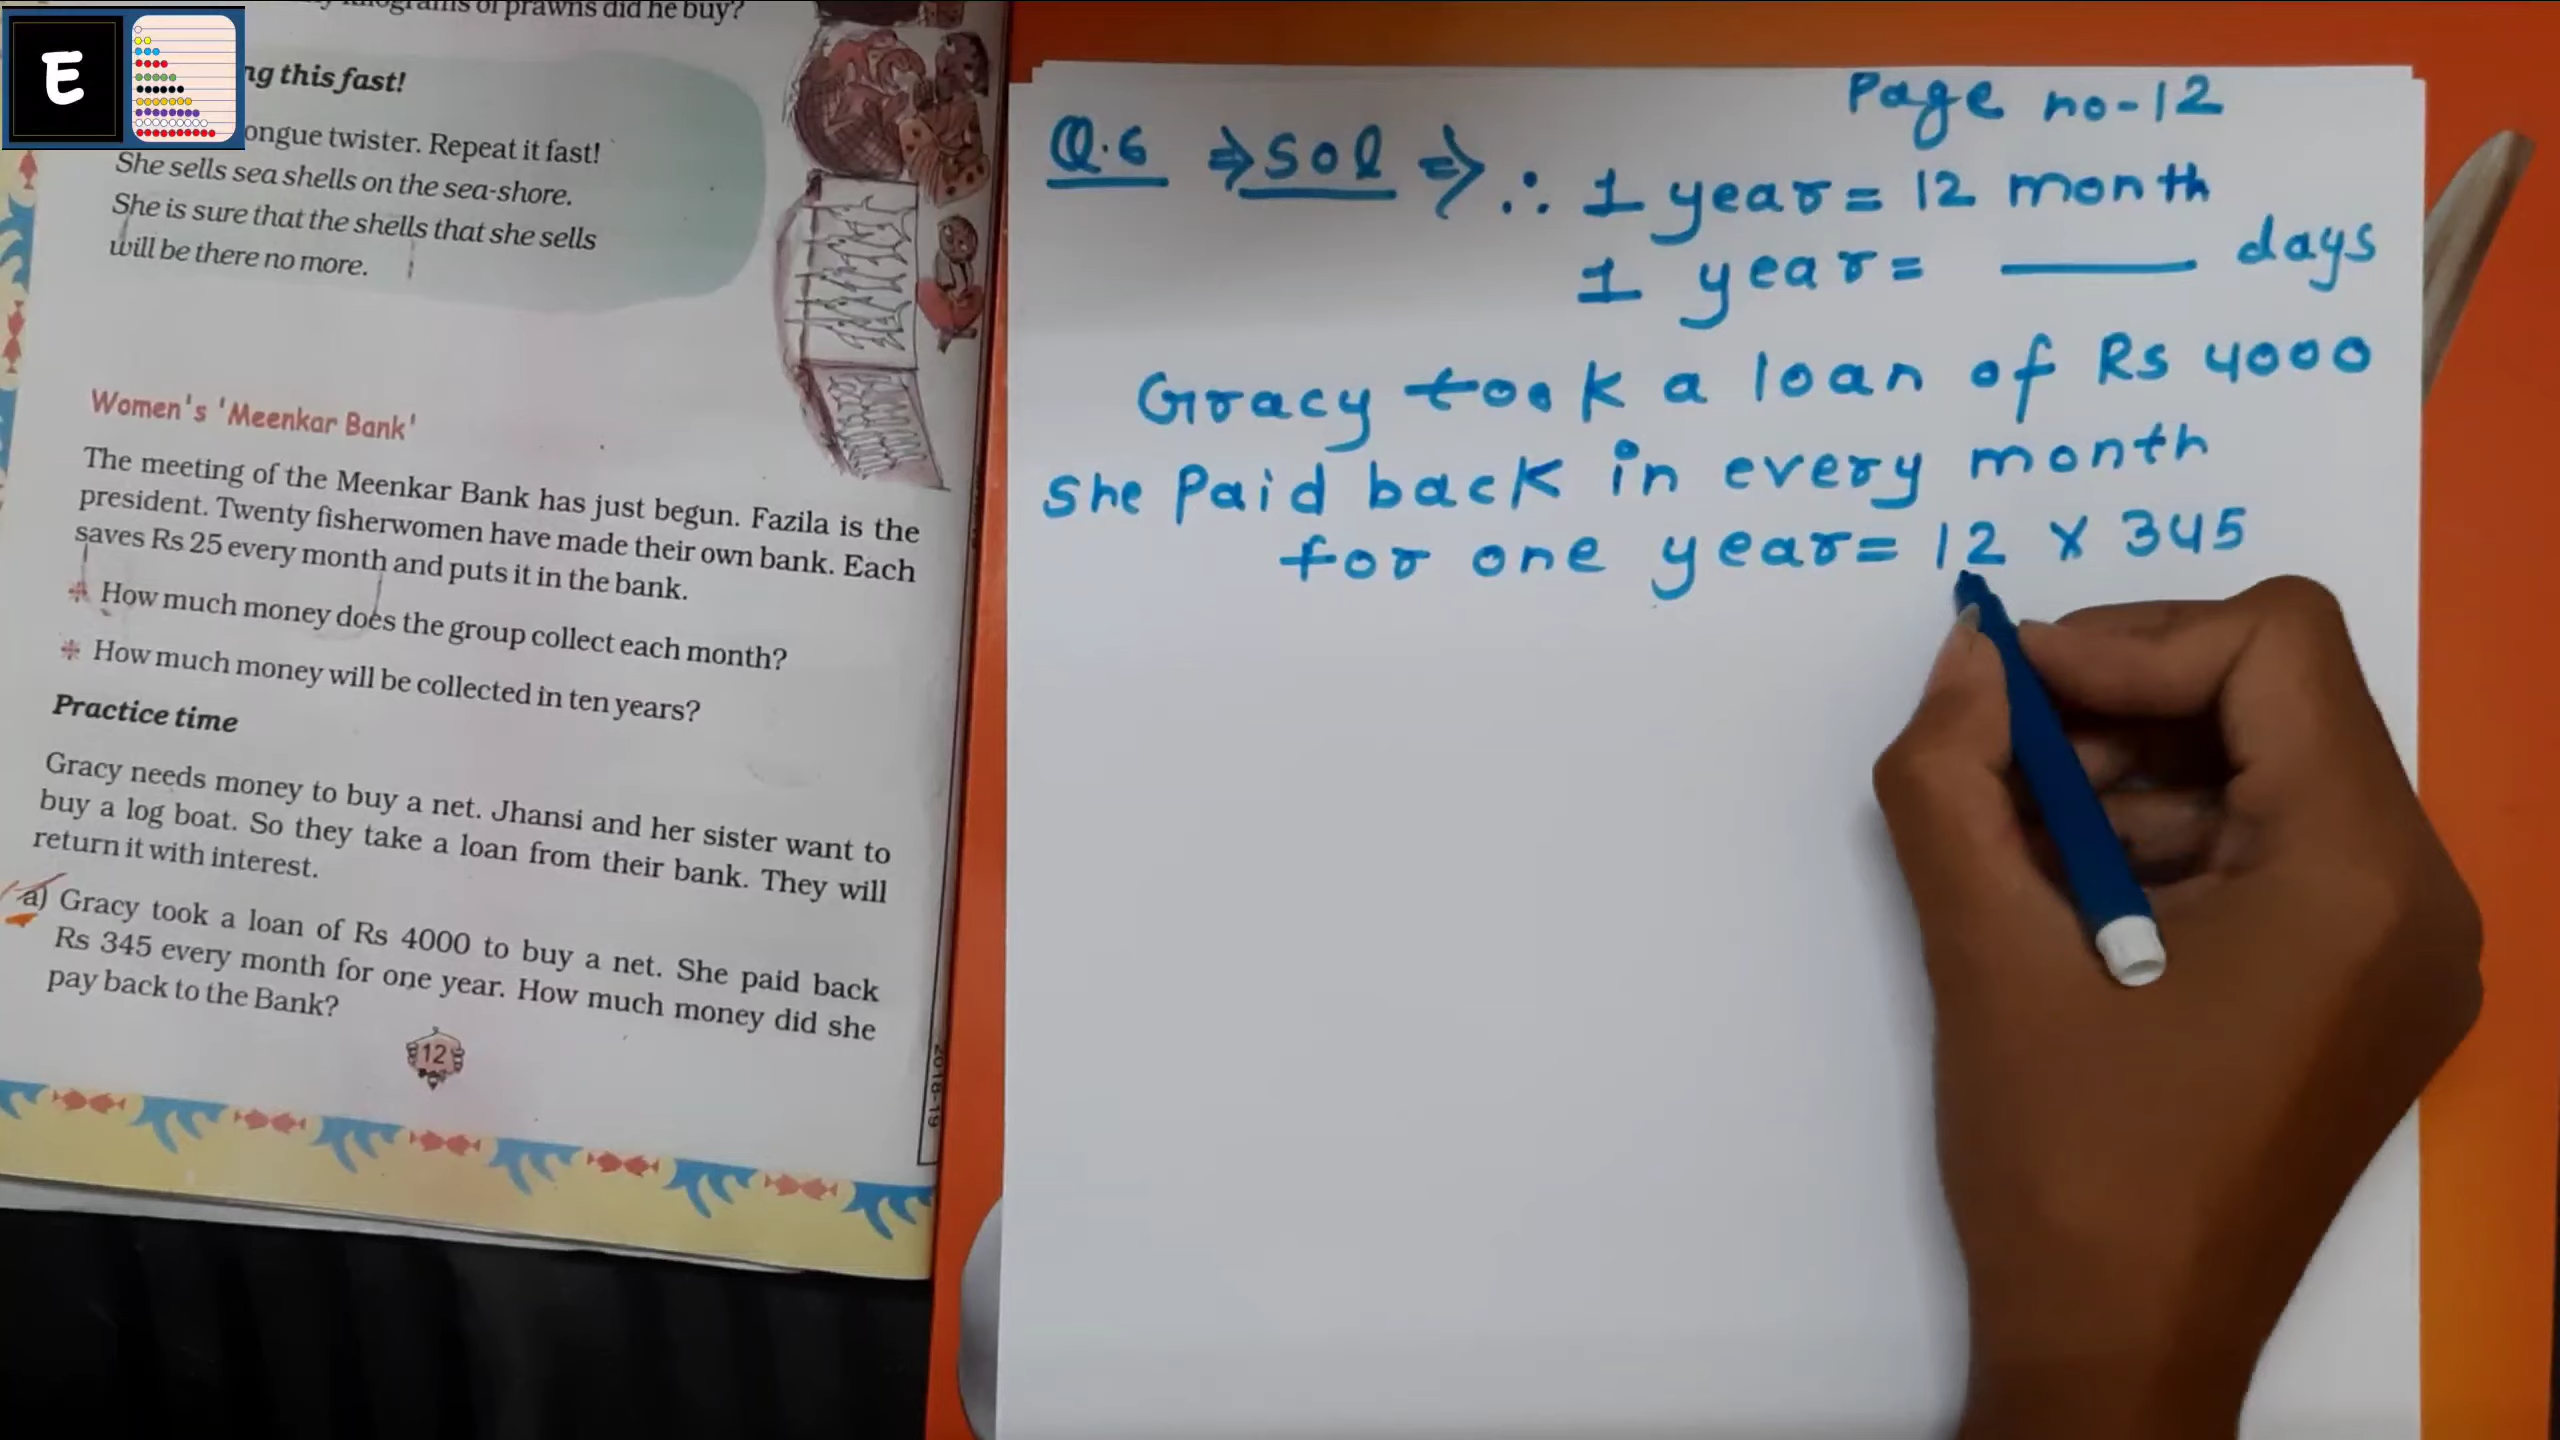 E
grams of prawns did he buy?
ng this fast!
ongue twister. Repeat it fast!
She sells sea shells on the sea-shore.
She is sure that the shells that she sells
will be there no more.
Women's 'Meenkar Bank'
The meeting of the Meenkar Bank has just begun. Fazila is the
president. Twenty fisherwomen have made their own bank. Each
saves Rs 25 every month and puts it in the bank.
How much money does the group collect each month?
How much money will be collected in ten years?
Practice time
Gracy needs money to buy a net. Jhansi and her sister want to
buy a log boat. So they take a loan from their bank. They will
return it with interest.
a) Gracy took a loan of Rs 4000 to buy a net. She paid back
Rs 345 every month for one year. How much money did she
pay back to the Bank?
12
2018-19
Page no-12
Q.6 ⇒ Sol ⇒ ∴ 1 year = 12 month
1 year = ____ days
Gracy took a loan of Rs 4000
She Paid back in every month
for one year = 12 x 345